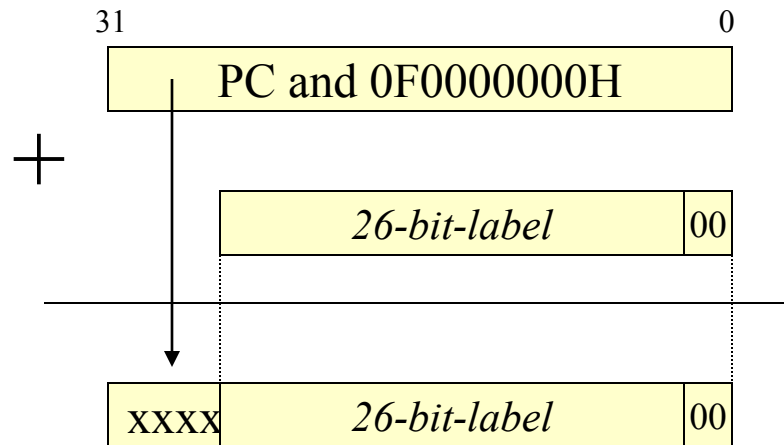 31 0
PC and 0F0000000H
+
26-bit-label 00
xxxx 26-bit-label 00